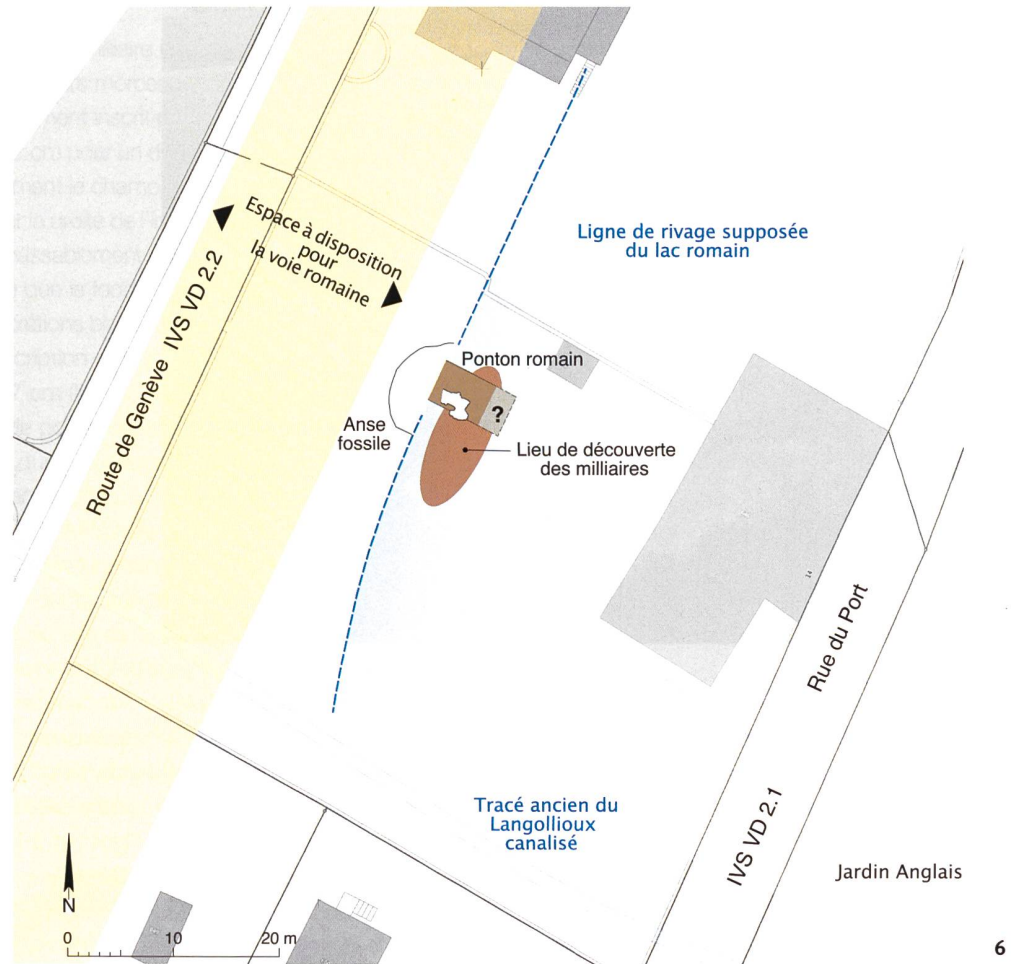 Ligne de rivage supposée
du lac romain
Espace à disposition
pour
la voie romaine
Route de Genève IVS VD 2.2
Ponton romain
?
Anse
fossile
Lieu de découverte
des milliaires
14
Rue du Port
IVS VD 2.1
Tracé ancien du
Langollioux
canalisé
Jardin Anglais
N
0 10 20 m
6